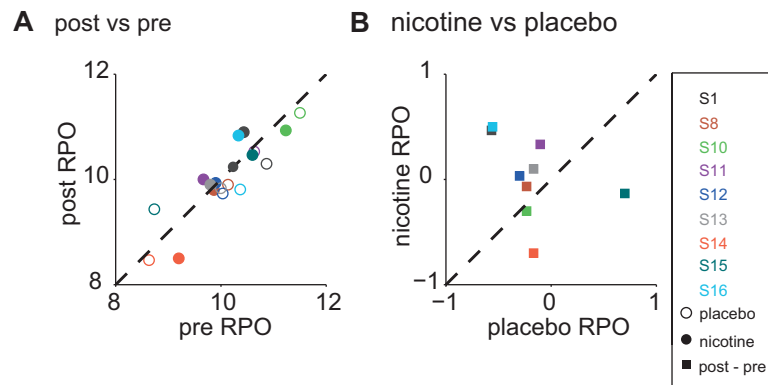 A post vs pre
B nicotine vs placebo
12
post RPO
10
8
8 10 12
pre RPO
1
nicotine RPO
0
−1
−1 0 1
placebo RPO
S1
S8
S10
S11
S12
S13
S14
S15
S16
placebo
nicotine
post - pre